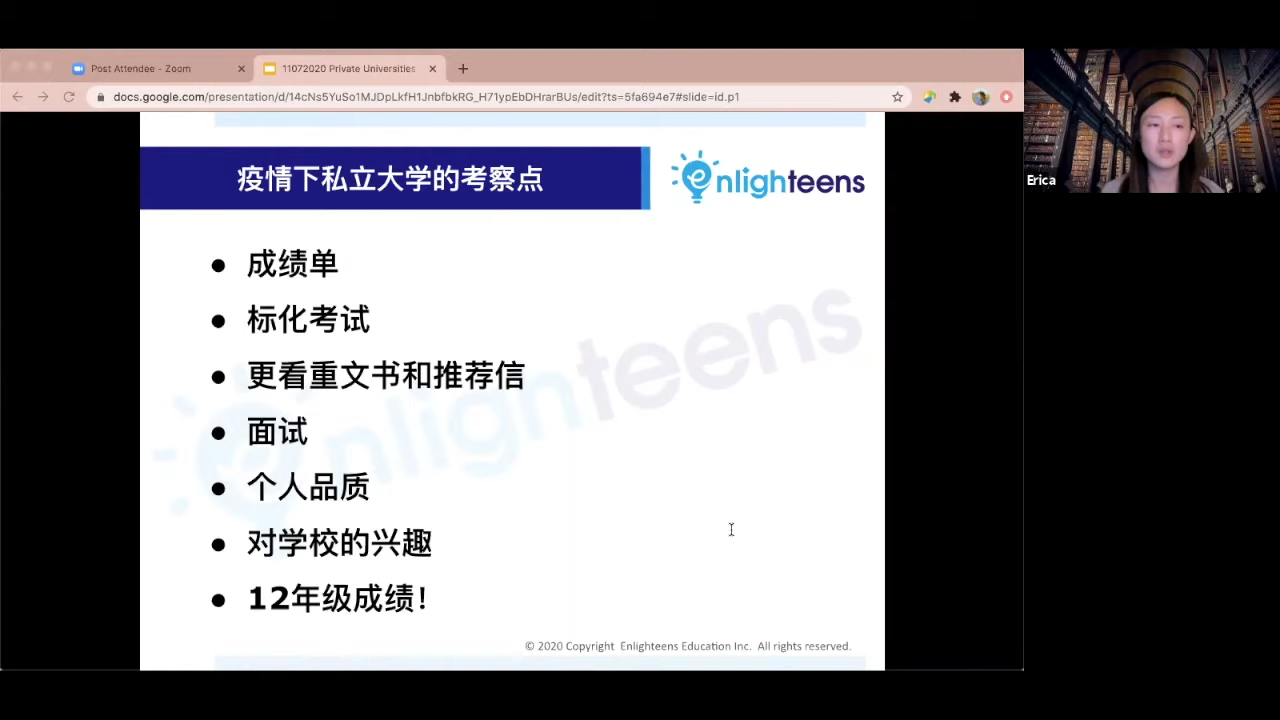 Post Attendee - Zoom
11072020 Private Universities
docs.google.com/presentation/d/14cNs5YuSo1MJDpLkfH1JnbfbkRG_H71ypEbDHrarBUs/edit?ts=5fa694e7#slide=id.p1
Erica
疫情下私立大学的考察点
enlighteens
● 成绩单
● 标化考试
● 更看重文书和推荐信
● 面试
● 个人品质
● 对学校的兴趣
● 12年级成绩！
enlighteens
© 2020 Copyright Enlighteens Education Inc. All rights reserved.